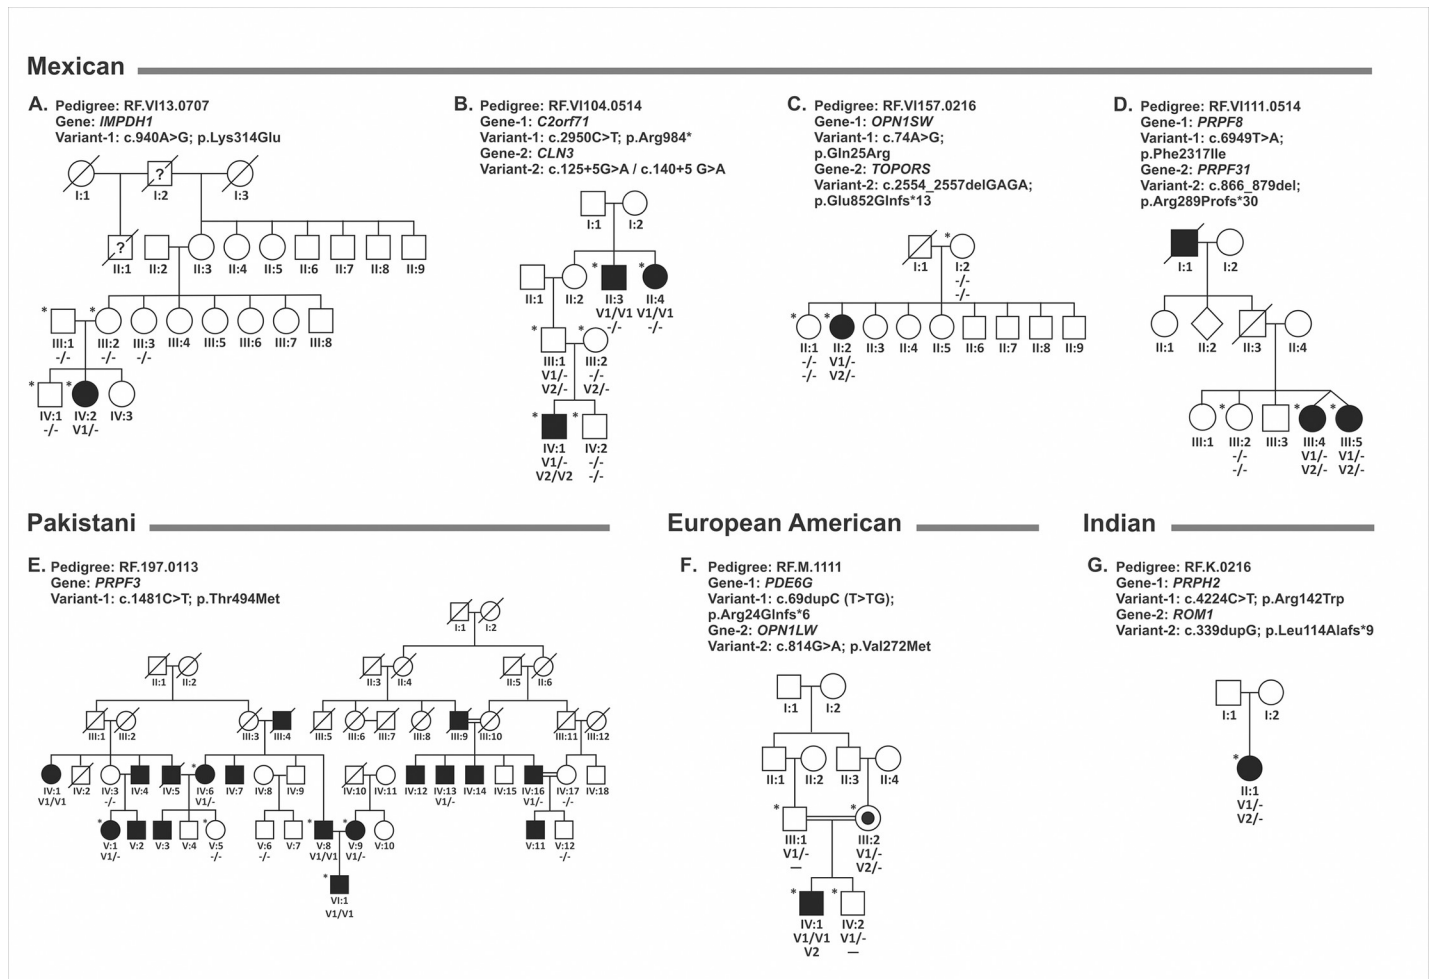 Mexican
A. Pedigree: RF.VI13.0707
Gene: IMPDH1
Variant-1: c.940A>G; p.Lys314Glu
?
I:1 I:2 I:3
?
II:1 II:2 II:3 II:4 II:5 II:6 II:7 II:8 II:9
* *
III:1 III:2 III:3 III:4 III:5 III:6 III:7 III:8
-/- -/- -/-
* *
IV:1 IV:2 IV:3
-/- V1/-
B. Pedigree: RF.VI104.0514
Gene-1: C2orf71
Variant-1: c.2950C>T; p.Arg984*
Gene-2: CLN3
Variant-2: c.125+5G>A / c.140+5 G>A
I:1 I:2
* *
II:1 II:2 II:3 II:4
V1/V1 V1/V1
-/- -/-
* *
III:1 III:2
V1/- -/-
V2/- V2/-
* *
IV:1 IV:2
V1/- -/-
V2/V2 -/-
C. Pedigree: RF.VI157.0216
Gene-1: OPN1SW
Variant-1: c.74A>G;
p.Gln25Arg
Gene-2: TOPORS
Variant-2: c.2554_2557delGAGA;
p.Glu852Glnfs*13
*
I:1 I:2
-/-
-/-
* *
II:1 II:2 II:3 II:4 II:5 II:6 II:7 II:8 II:9
-/- V1/-
-/- V2/-
D. Pedigree: RF.VI111.0514
Gene-1: PRPF8
Variant-1: c.6949T>A;
p.Phe2317Ile
Gene-2: PRPF31
Variant-2: c.866_879del;
p.Arg289Profs*30
I:1 I:2
II:1 II:2 II:3 II:4
* * *
III:1 III:2 III:3 III:4 III:5
-/- V1/- V1/-
-/- V2/- V2/-
Pakistani
E. Pedigree: RF.197.0113
Gene: PRPF3
Variant-1: c.1481C>T; p.Thr494Met
I:1 I:2
II:1 II:2 II:3 II:4 II:5 II:6
III:1 III:2 III:3 III:4 III:5 III:6 III:7 III:8 III:9 III:10 III:11 III:12
*
IV:1 IV:2 IV:3 IV:4 IV:5 IV:6 IV:7 IV:8 IV:9 IV:10 IV:11 IV:12 IV:13 IV:14 IV:15 IV:16 IV:17 IV:18
V1/V1 -/- V1/- V1/- V1/- -/-
* * * *
V:1 V:2 V:3 V:4 V:5 V:6 V:7 V:8 V:9 V:10 V:11 V:12
V1/- -/- -/- V1/V1 V1/- -/-
*
VI:1
V1/V1
European American
F. Pedigree: RF.M.1111
Gene-1: PDE6G
Variant-1: c.69dupC (T>TG);
p.Arg24Glnfs*6
Gne-2: OPN1LW
Variant-2: c.814G>A; p.Val272Met
I:1 I:2
II:1 II:2 II:3 II:4
* *
III:1 III:2
V1/- V1/-
— V2/-
* *
IV:1 IV:2
V1/V1 V1/-
V2 —
Indian
G. Pedigree: RF.K.0216
Gene-1: PRPH2
Variant-1: c.4224C>T; p.Arg142Trp
Gene-2: ROM1
Variant-2: c.339dupG; p.Leu114Alafs*9
I:1 I:2
*
II:1
V1/-
V2/-